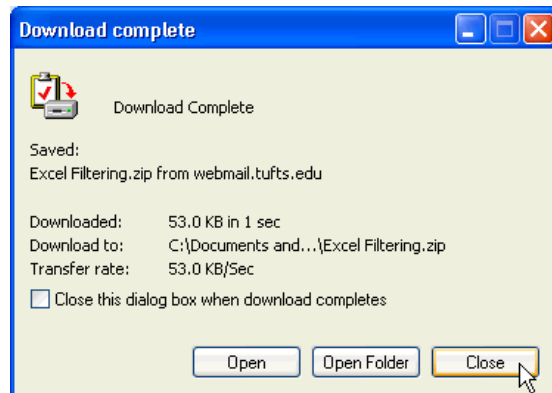 Download complete
Download Complete
Saved:
Excel Filtering.zip from webmail.tufts.edu
Downloaded: 53.0 KB in 1 sec
Download to: C:\Documents and...\Excel Filtering.zip
Transfer rate: 53.0 KB/Sec
Close this dialog box when download completes
Open Open Folder Close